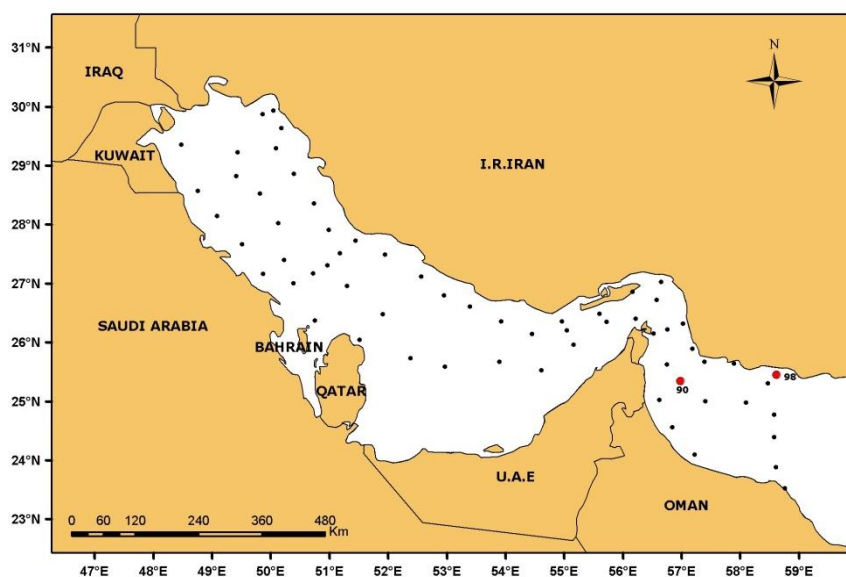 N
31°N
30°N
29°N
28°N
27°N
26°N
25°N
24°N
23°N
IRAQ
KUWAIT
I.R.IRAN
SAUDI ARABIA
BAHRAIN
QATAR
U.A.E
OMAN
98
90
0 60 120 240 360 480
Km
47°E 48°E 49°E 50°E 51°E 52°E 53°E 54°E 55°E 56°E 57°E 58°E 59°E